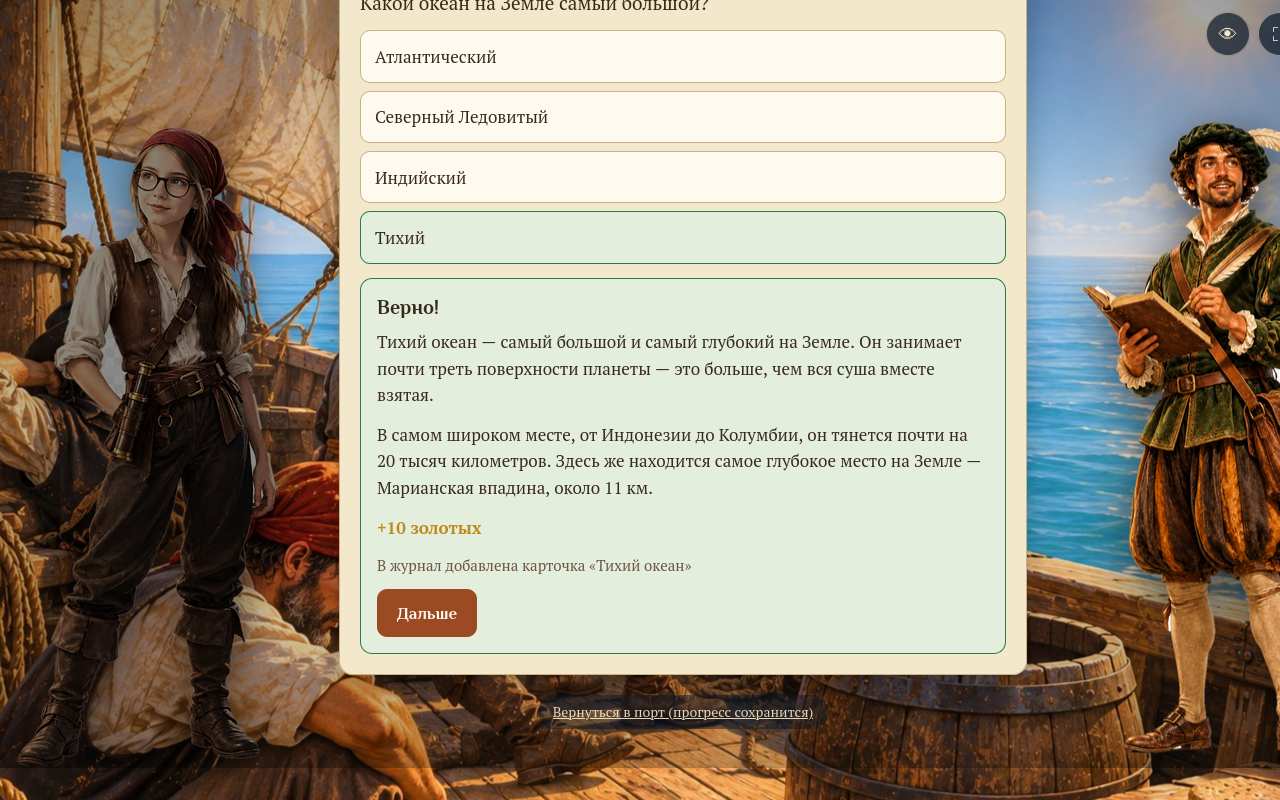 Какой океан на Земле самый большой?
Атлантический
Северный Ледовитый
Индийский
Тихий
Верно!
Тихий океан — самый большой и самый глубокий на Земле. Он занимает
почти треть поверхности планеты — это больше, чем вся суша вместе
взятая.
В самом широком месте, от Индонезии до Колумбии, он тянется почти на
20 тысяч километров. Здесь же находится самое глубокое место на Земле —
Марианская впадина, около 11 км.
+10 золотых
В журнал добавлена карточка «Тихий океан»
Дальше
Вернуться в порт (прогресс сохранится)